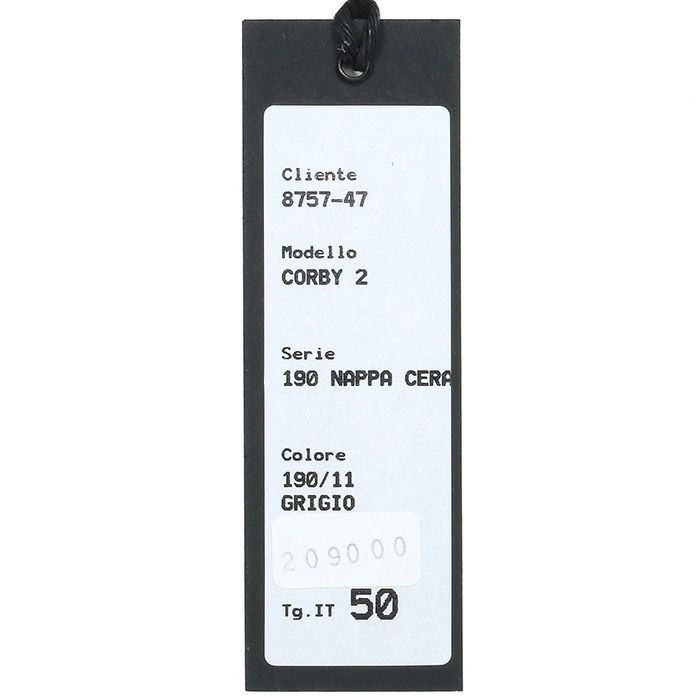 Cliente
8757-47
Modello
CORBY 2
Serie
190 NAPPA CERA
Colore
190/11
GRIGIO
209000
Tg.IT 50